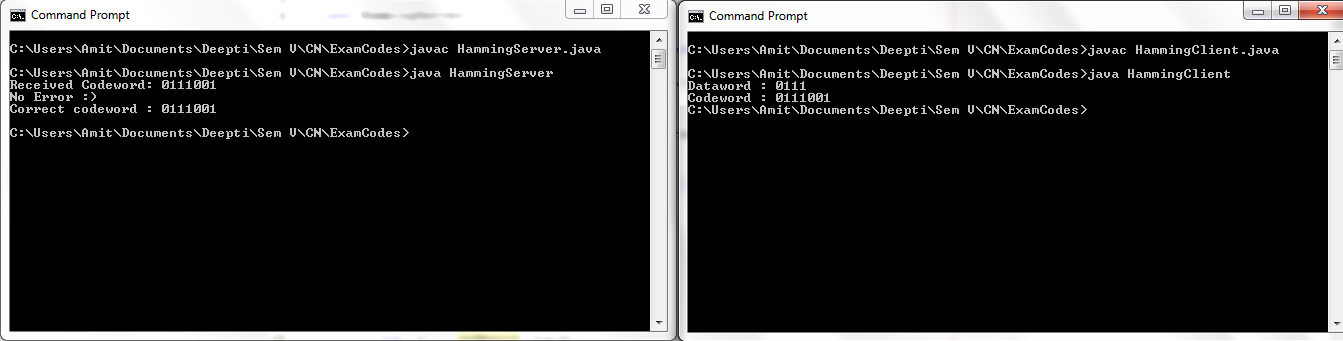 Command Prompt
C:\Users\Amit\Documents\Deepti\Sem V\CN\ExamCodes>javac HammingServer.java
C:\Users\Amit\Documents\Deepti\Sem V\CN\ExamCodes>java HammingServer
Received Codeword: 0111001
No Error :>
Correct codeword : 0111001
C:\Users\Amit\Documents\Deepti\Sem V\CN\ExamCodes>
Command Prompt
C:\Users\Amit\Documents\Deepti\Sem V\CN\ExamCodes>javac HammingClient.java
C:\Users\Amit\Documents\Deepti\Sem V\CN\ExamCodes>java HammingClient
Dataword : 0111
Codeword : 0111001
C:\Users\Amit\Documents\Deepti\Sem V\CN\ExamCodes>